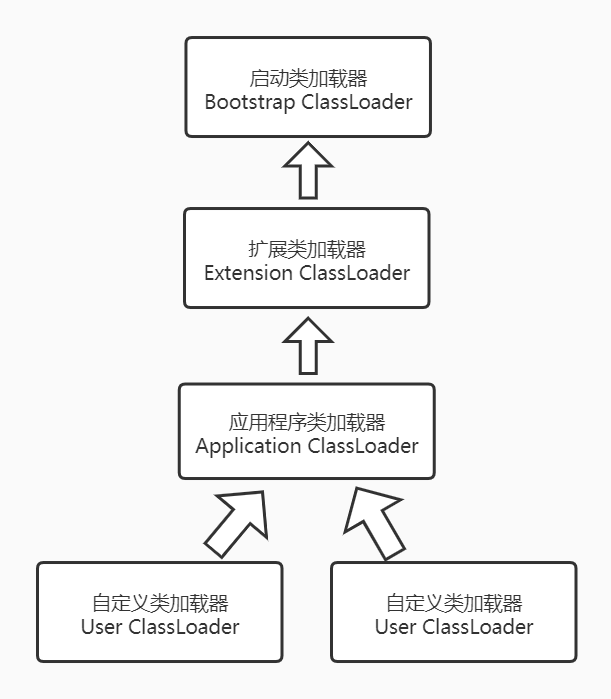 启动类加载器
Bootstrap ClassLoader
扩展类加载器
Extension ClassLoader
应用程序类加载器
Application ClassLoader
自定义类加载器
User ClassLoader
自定义类加载器
User ClassLoader